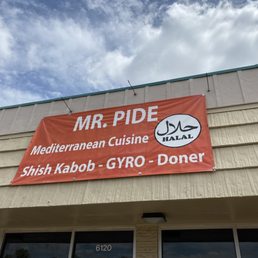 MR. PIDE
Mediterranean Cuisine
حلال
HALAL
Shish Kabob - GYRO - Doner
6120